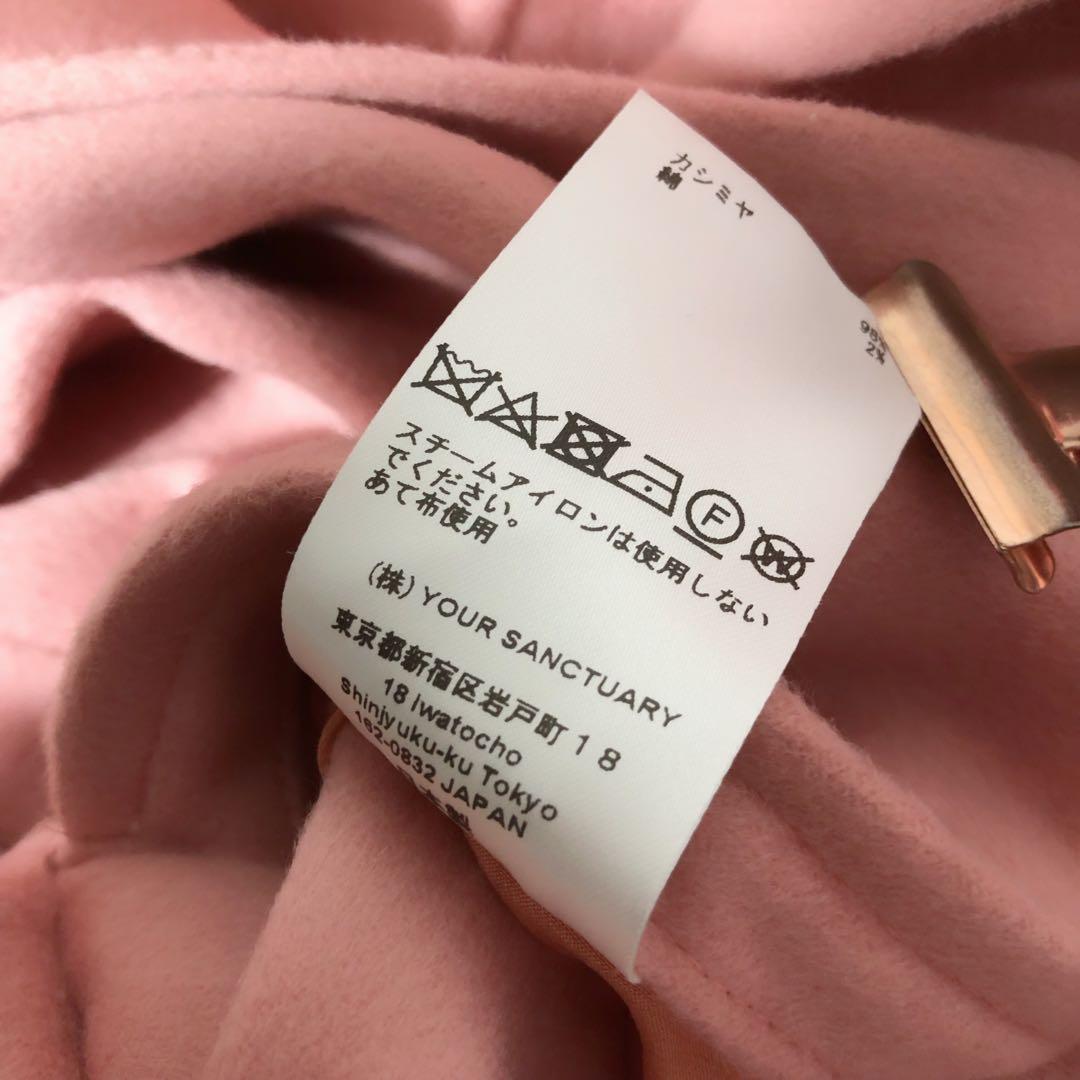 カシミヤ 98%
綿 2%
F
W
スチームアイロンは使用しない
でください。
あて布使用
(株) YOUR SANCTUARY
東京都新宿区岩戸町18
18 Iwatocho
Shinjyuku-ku Tokyo
162-0832 JAPAN